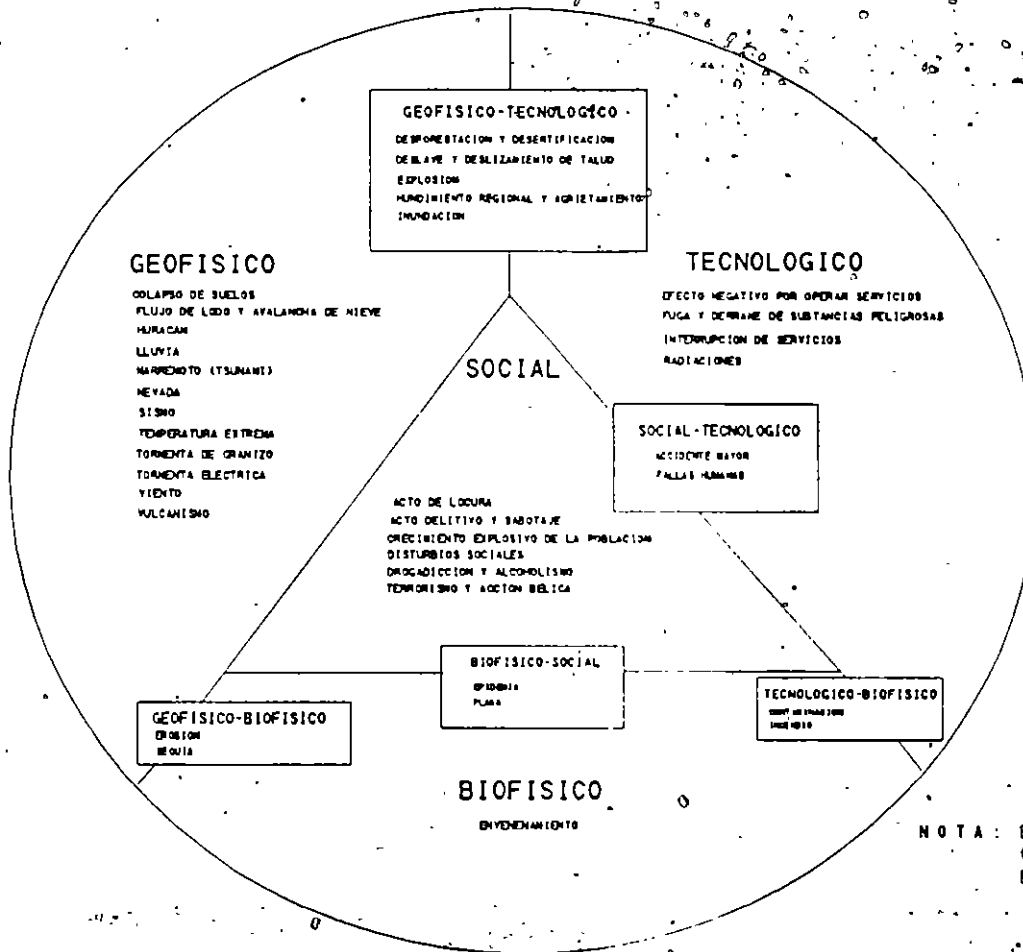 GEOFISICO-TECNOLOGICO
DESFORESTACION Y DESERTIFICACION
DESLAVE Y DESLIZAMIENTO DE TALUD
EXPLOSION
HUNDIMIENTO REGIONAL Y AGRIETAMIENTO
INUNDACION
GEOFISICO
COLAPSO DE SUELOS
FLUJO DE LODO Y AVALANCHA DE NIEVE
HURACAN
LLUVIA
MARREMOTO (TSUNAMI)
NEVADA
SISMO
TEMPERATURA EXTREMA
TORMENTA DE GRANIZO
TORMENTA ELECTRICA
VIENTO
VULCANISMO
TECNOLOGICO
EFECTO NEGATIVO POR OPERAR SERVICIOS
FUGA Y DERRAME DE SUBSTANCIAS PELIGROSAS
INTERRUPCION DE SERVICIOS
RADIACIONES
SOCIAL
SOCIAL-TECNOLOGICO
ACCIDENTE MAYOR
FALLAS HUMANAS
ACTO DE LOCURA
ACTO DELITIVO Y SABOTAJE
CRECIMIENTO EXPLOSIVO DE LA POBLACION
DISTURBIOS SOCIALES
DROGADICCION Y ALCOHOLISMO
TERRORISMO Y ACCION BELICA
BIOFISICO-SOCIAL
EPIDEMIA
PLAGA
GEOFISICO-BIOFISICO
EROSION
SEQUIA
TECNOLOGICO-BIOFISICO
CONTAMINACION
INCENDIO
BIOFISICO
ENVENENAMIENTO
NOTA: